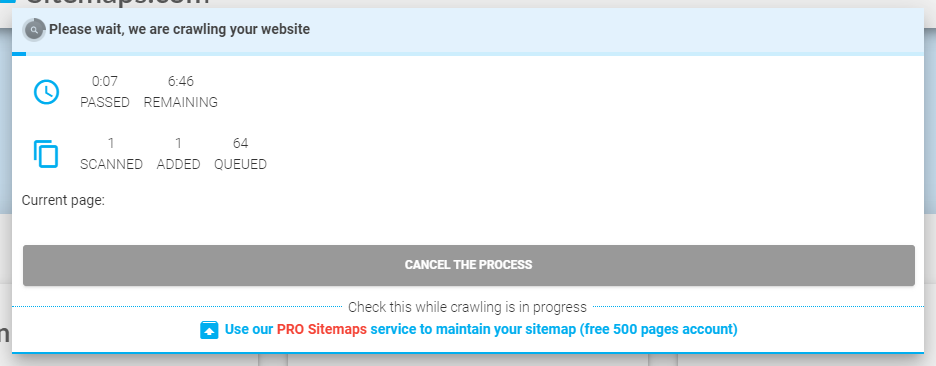 Sitemaps.com
Please wait, we are crawling your website
0:07 6:46
PASSED REMAINING
1 1 64
SCANNED ADDED QUEUED
Current page:
CANCEL THE PROCESS
Check this while crawling is in progress
Use our PRO Sitemaps service to maintain your sitemap (free 500 pages account)